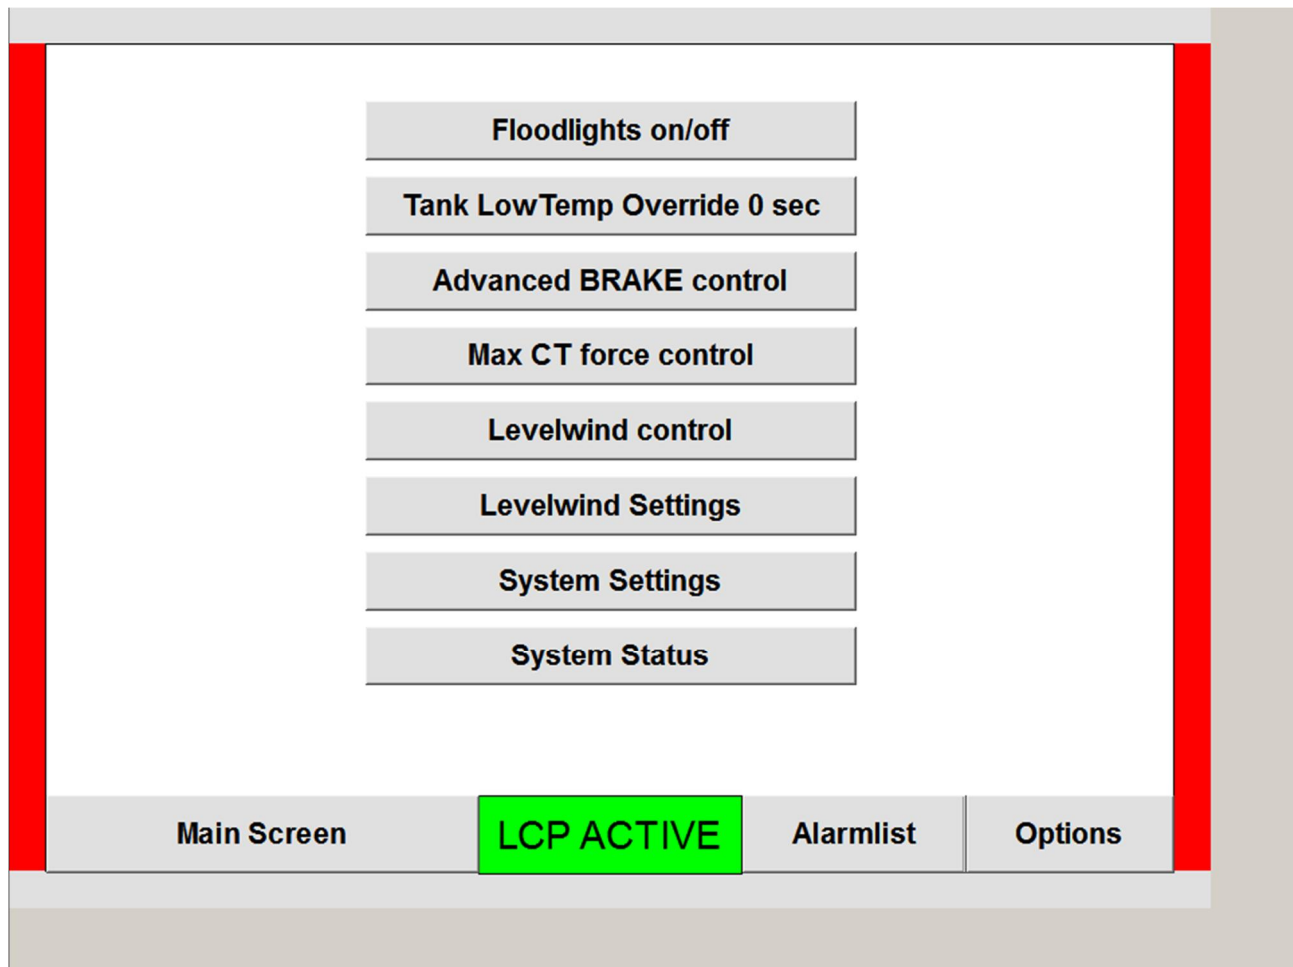 Floodlights on/off
Tank LowTemp Override 0 sec
Advanced BRAKE control
Max CT force control
Levelwind control
Levelwind Settings
System Settings
System Status
Main Screen
LCP ACTIVE
Alarmlist
Options